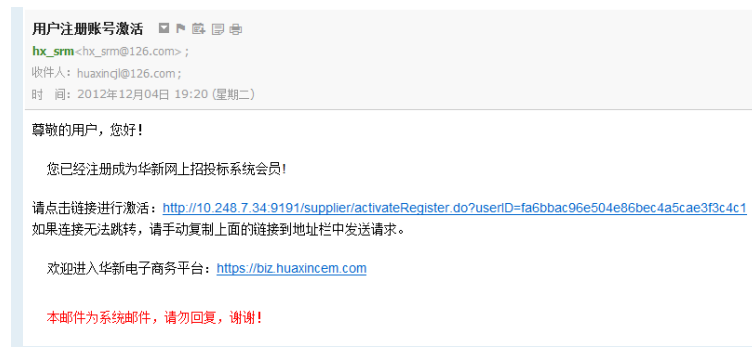 用户注册账号激活
hx_srm<hx_srm@126.com>;
收件人：huaxincjl@126.com;
时 间：2012年12月04日 19:20 (星期二)
尊敬的用户，您好！
您已经注册成为华新网上招投标系统会员！
请点击链接进行激活：http://10.248.7.34:9191/supplier/activateRegister.do?userID=fa6bbac96e504e86bec4a5cae3f3c4c1
如果连接无法跳转，请手动复制上面的链接到地址栏中发送请求。
欢迎进入华新电子商务平台：https://biz.huaxincem.com
本邮件为系统邮件，请勿回复，谢谢！